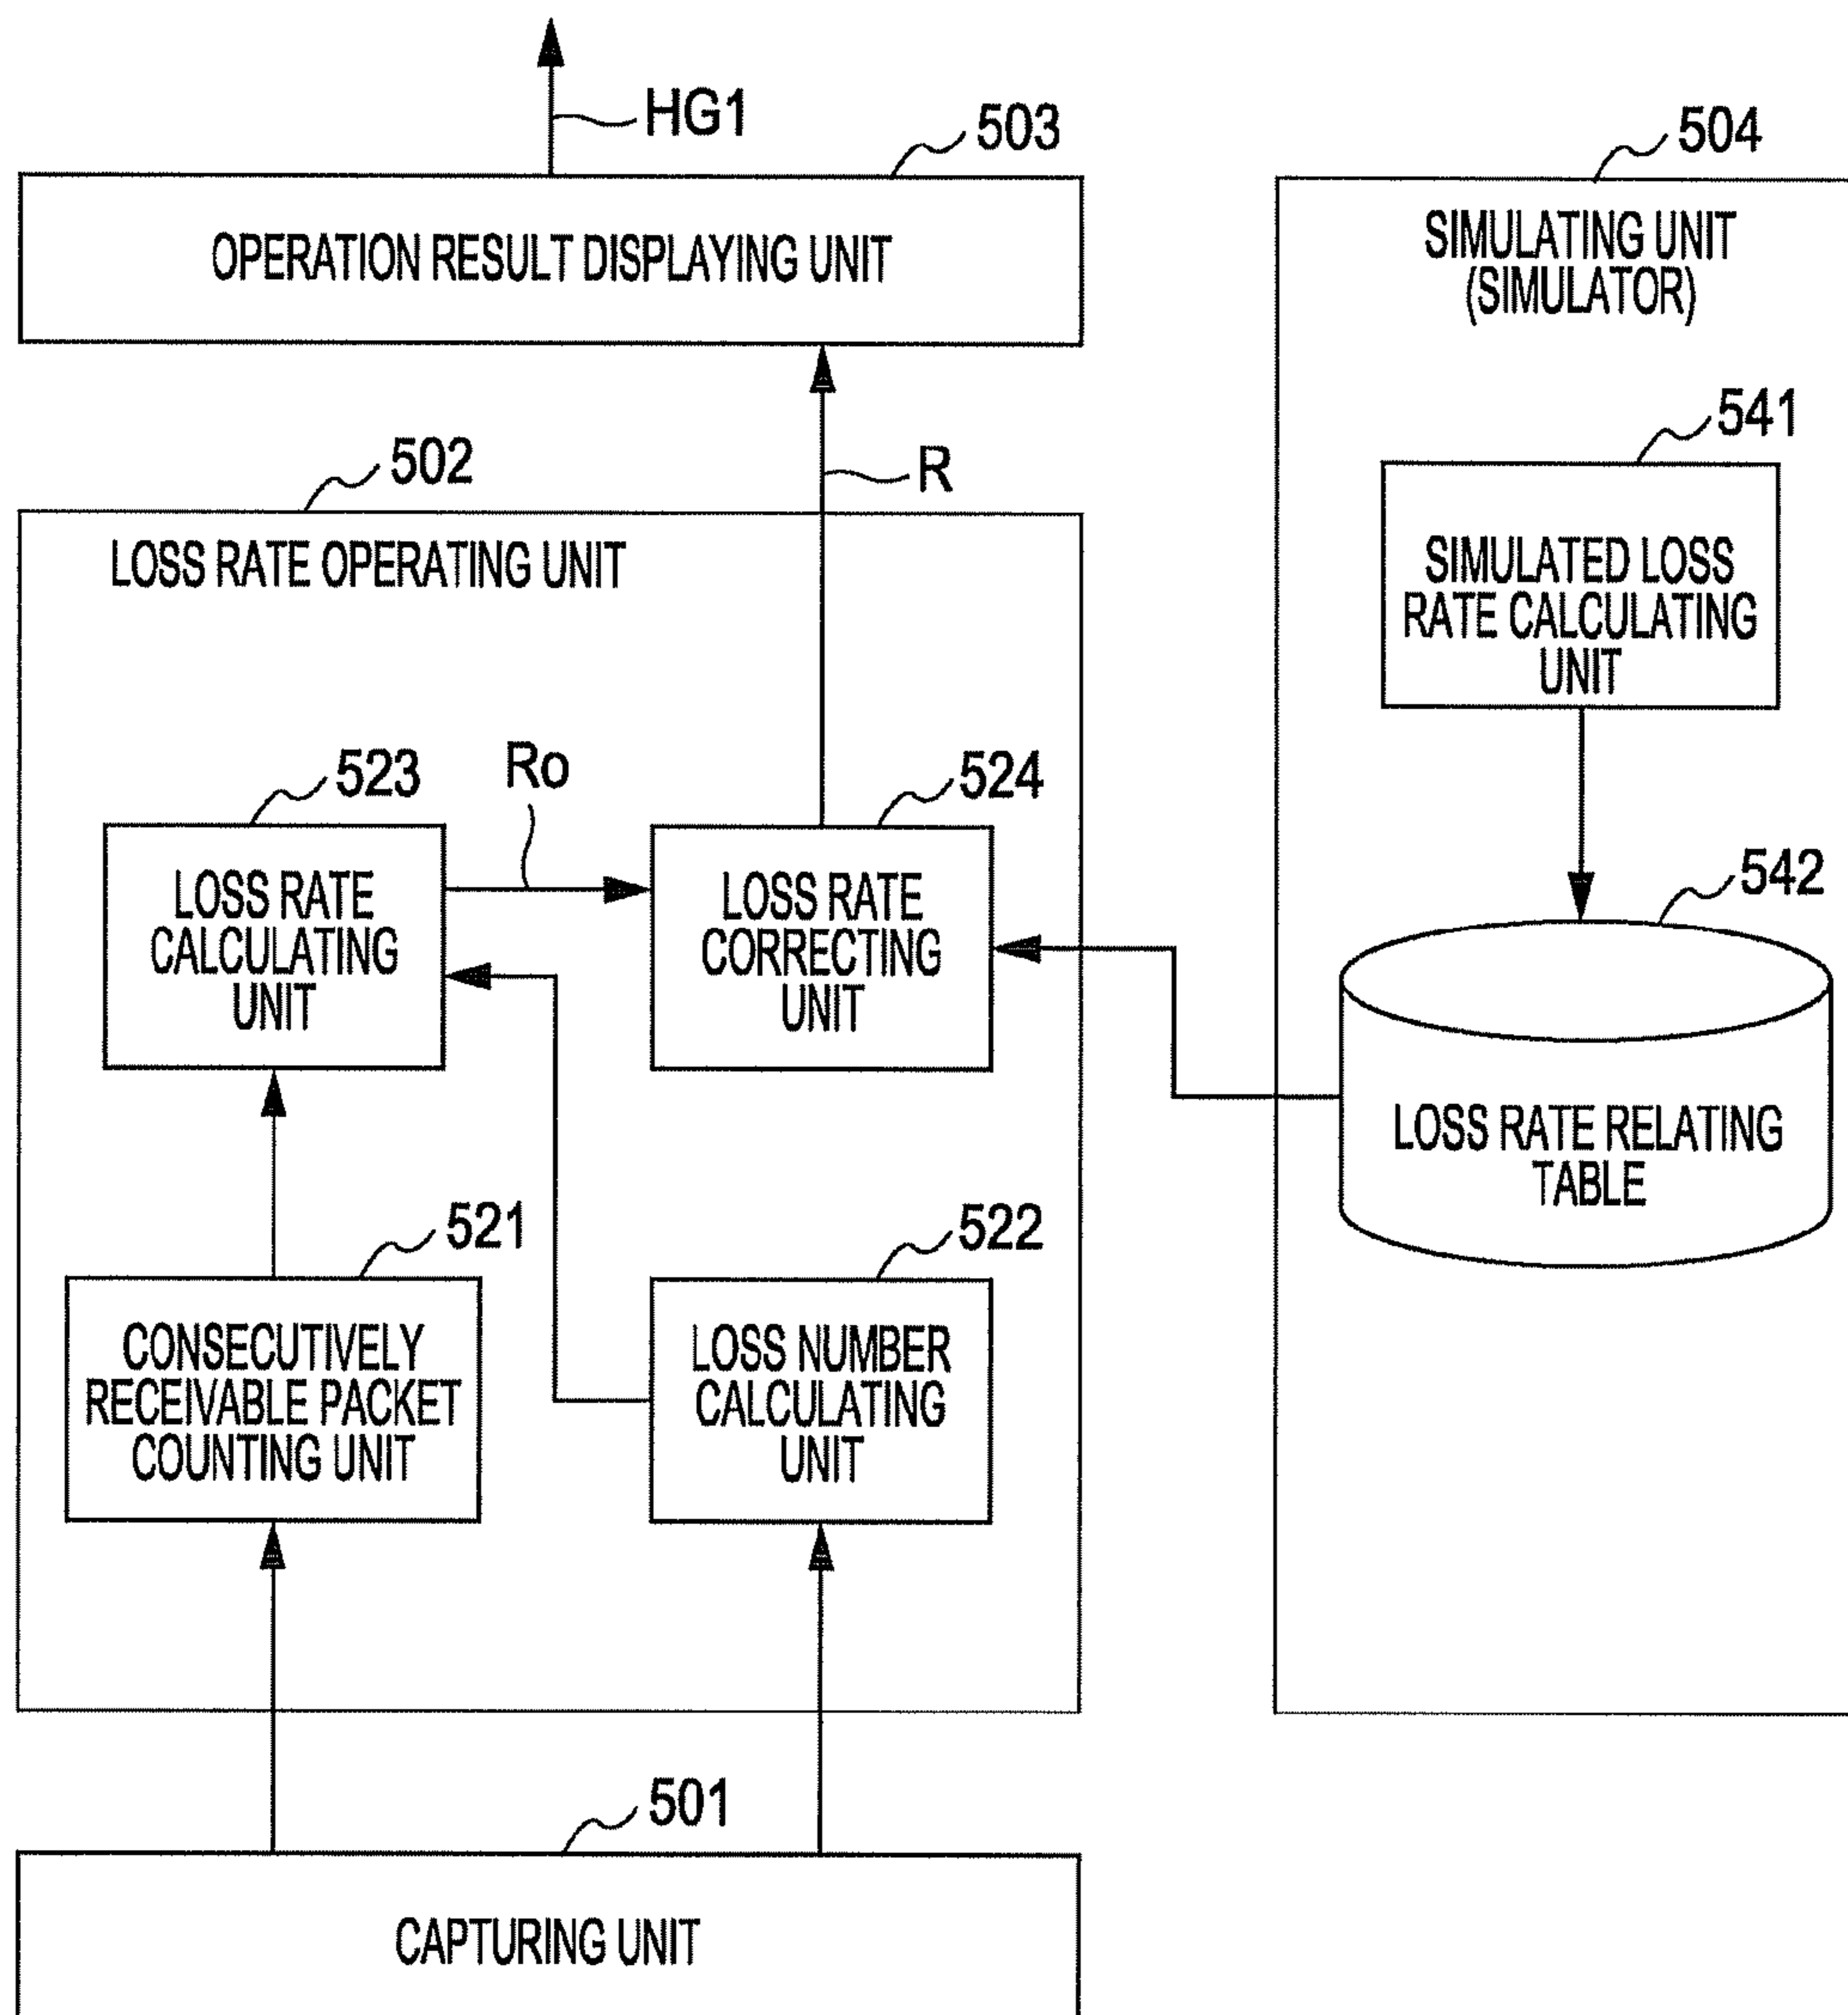 HG1
503
504
OPERATION RESULT DISPLAYING UNIT
SIMULATING UNIT
(SIMULATOR)
541
502
R
LOSS RATE OPERATING UNIT
SIMULATED LOSS
RATE CALCULATING
UNIT
523
Ro
524
542
LOSS RATE
CALCULATING
UNIT
LOSS RATE
CORRECTING
UNIT
LOSS RATE RELATING
TABLE
521
522
CONSECUTIVELY
RECEIVABLE PACKET
COUNTING UNIT
LOSS NUMBER
CALCULATING
UNIT
501
CAPTURING UNIT